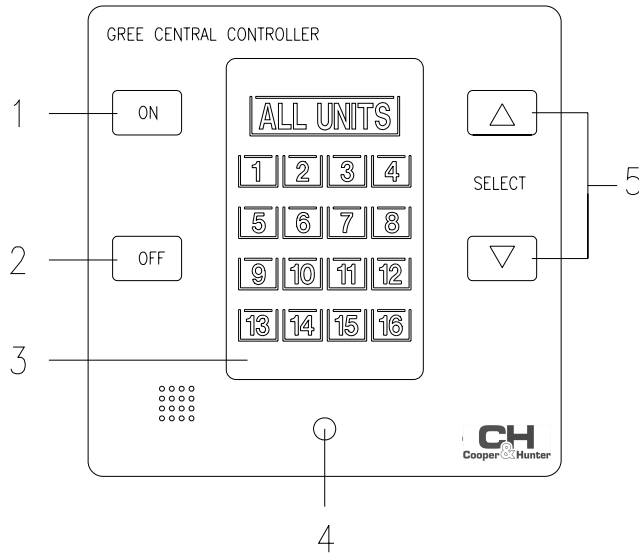 GREE CENTRAL CONTROLLER
1
ON
ALL UNITS
1 2 3 4
SELECT
5
5 6 7 8
2
OFF
9 10 11 12
13 14 15 16
3
CH
Cooper & Hunter
4